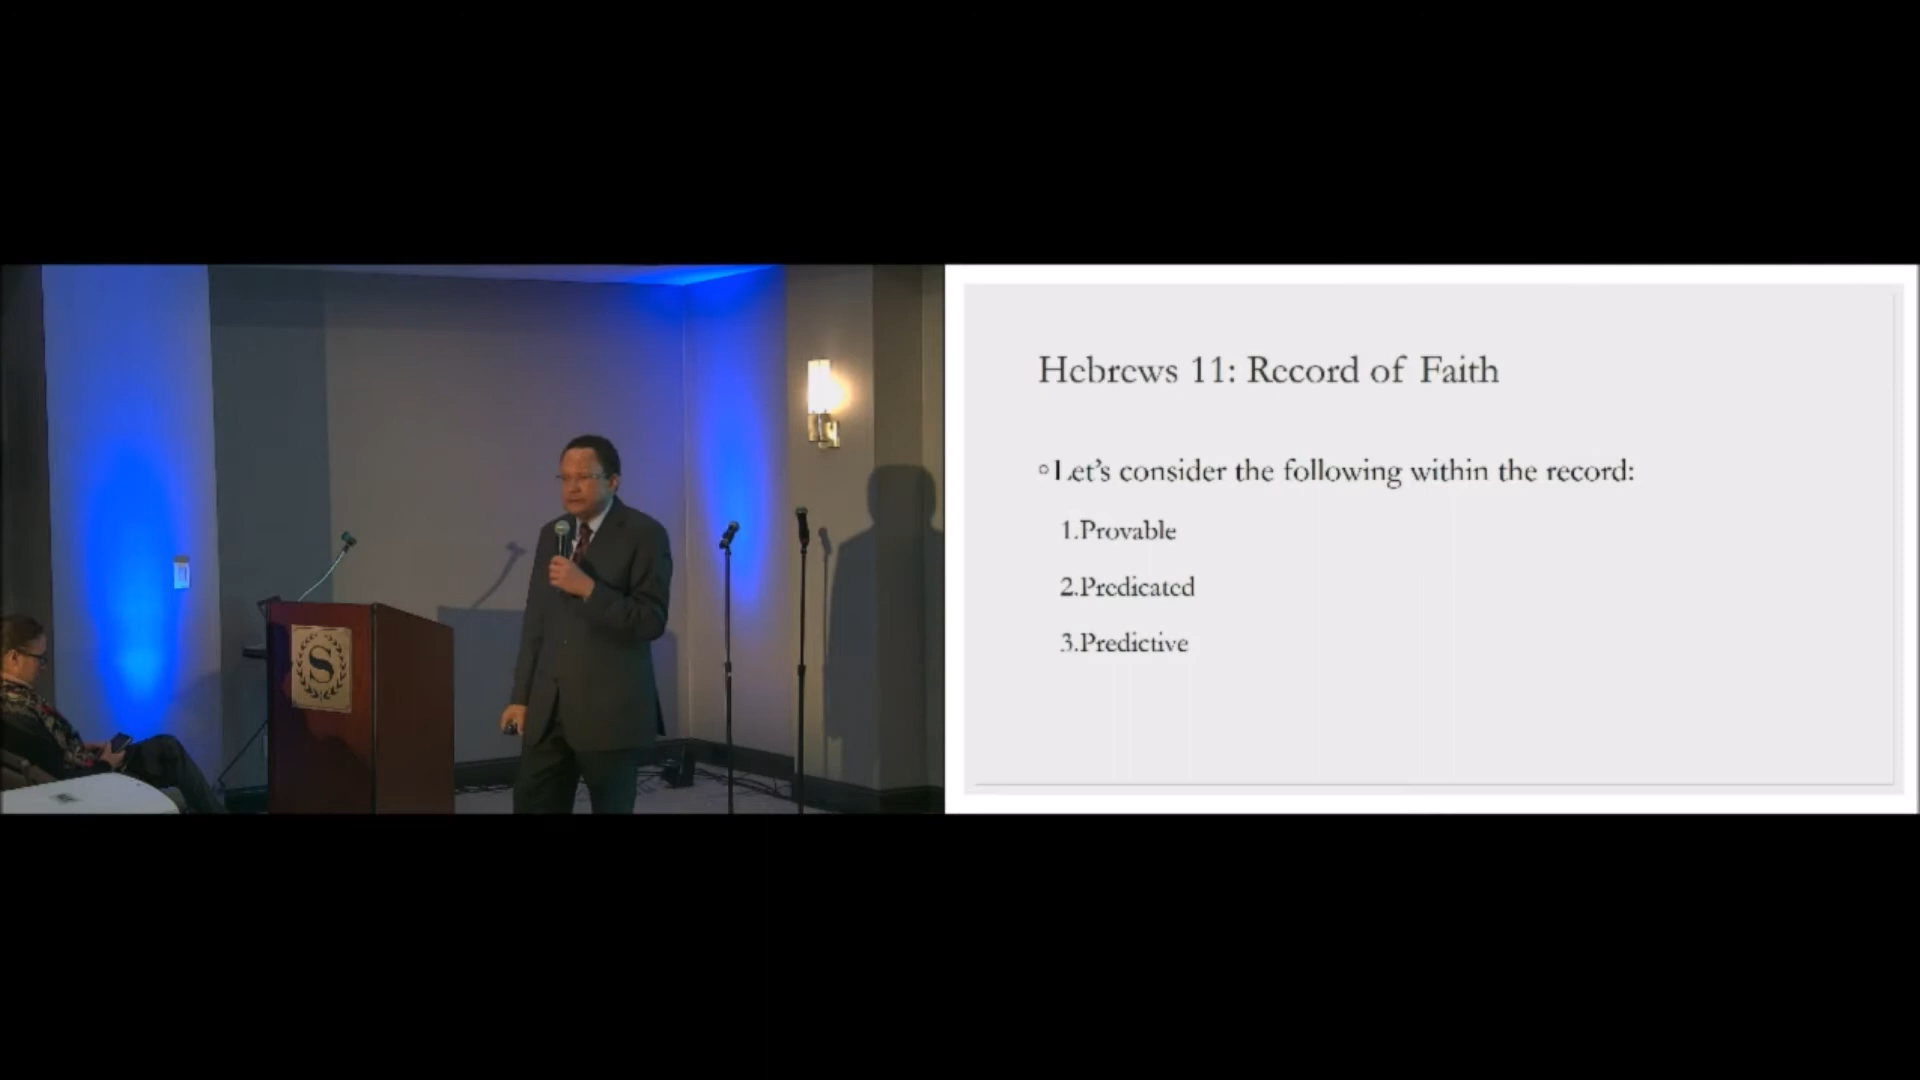 S
Hebrews 11: Record of Faith
Let's consider the following within the record:
1.Provable
2.Predicated
3.Predictive